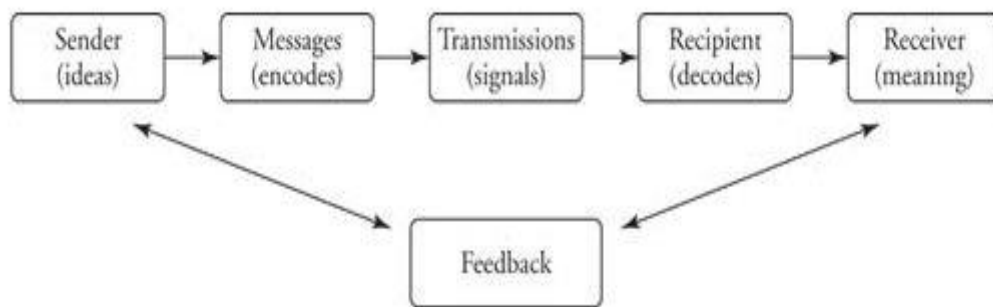 Sender
(ideas)
Messages
(encodes)
Transmissions
(signals)
Recipient
(decodes)
Receiver
(meaning)
Feedback